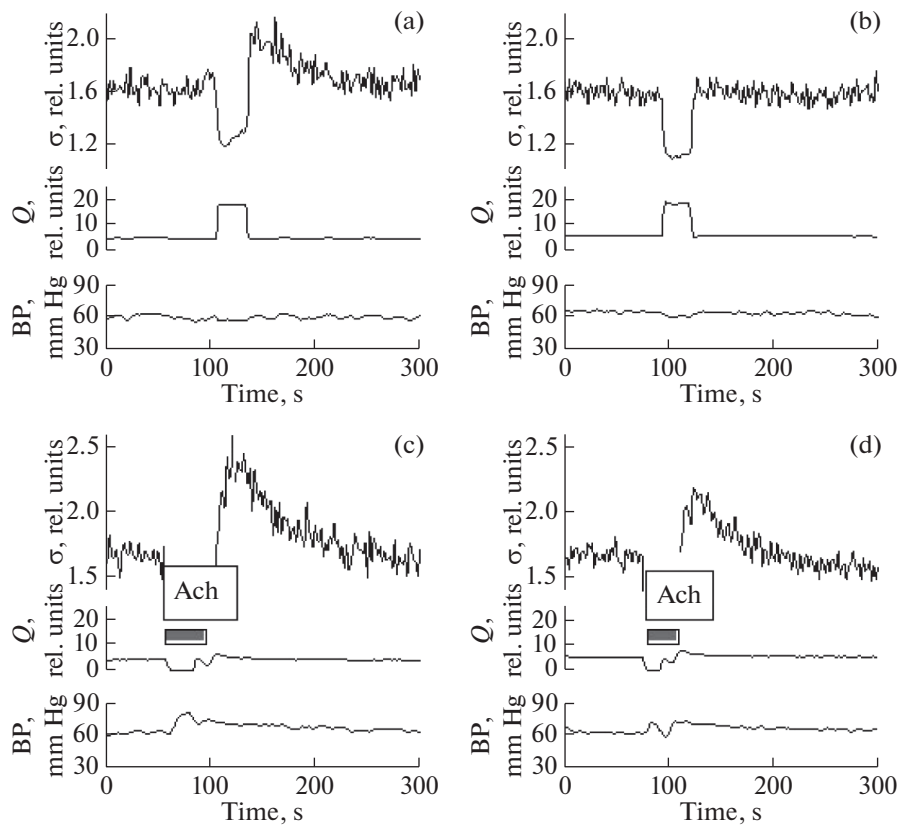 (a)
σ, rel. units
2.0
1.6
1.2
Q,
rel. units
20
10
0
BP,
mm Hg
90
60
30
0 100 200 300
Time, s
(b)
σ, rel. units
2.0
1.6
1.2
Q,
rel. units
20
10
0
BP,
mm Hg
90
60
30
0 100 200 300
Time, s
(c)
σ, rel. units
2.5
2.0
1.5
Ach
Q,
rel. units
20
10
0
BP,
mm Hg
90
60
30
0 100 200 300
Time, s
(d)
σ, rel. units
2.5
2.0
1.5
Ach
Q,
rel. units
20
10
0
BP,
mm Hg
90
60
30
0 100 200 300
Time, s